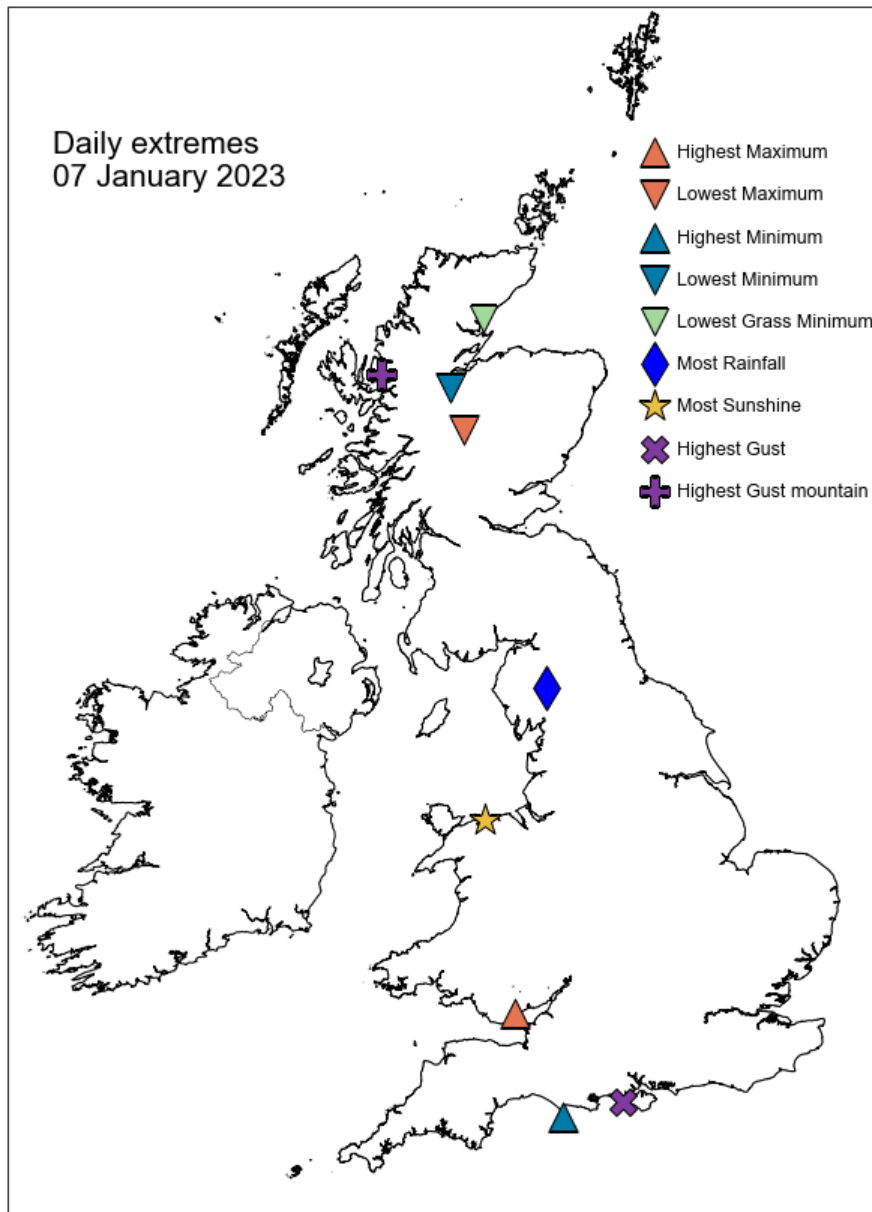 Daily extremes
07 January 2023
Highest Maximum
Lowest Maximum
Highest Minimum
Lowest Minimum
Lowest Grass Minimum
Most Rainfall
Most Sunshine
Highest Gust
Highest Gust mountain